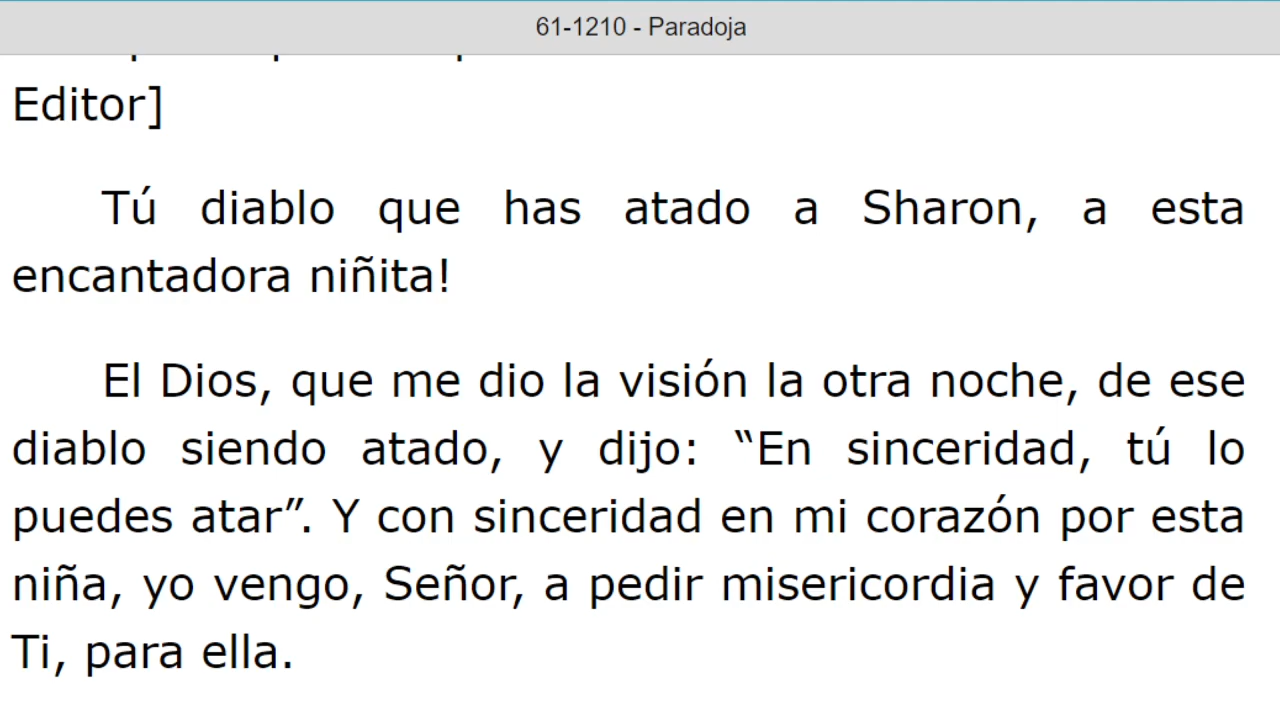 61-1210 - Paradoja
Editor]
Tú diablo que has atado a Sharon, a esta
encantadora niñita!
El Dios, que me dio la visión la otra noche, de ese
diablo siendo atado, y dijo: “En sinceridad, tú lo
puedes atar”. Y con sinceridad en mi corazón por esta
niña, yo vengo, Señor, a pedir misericordia y favor de
Ti, para ella.